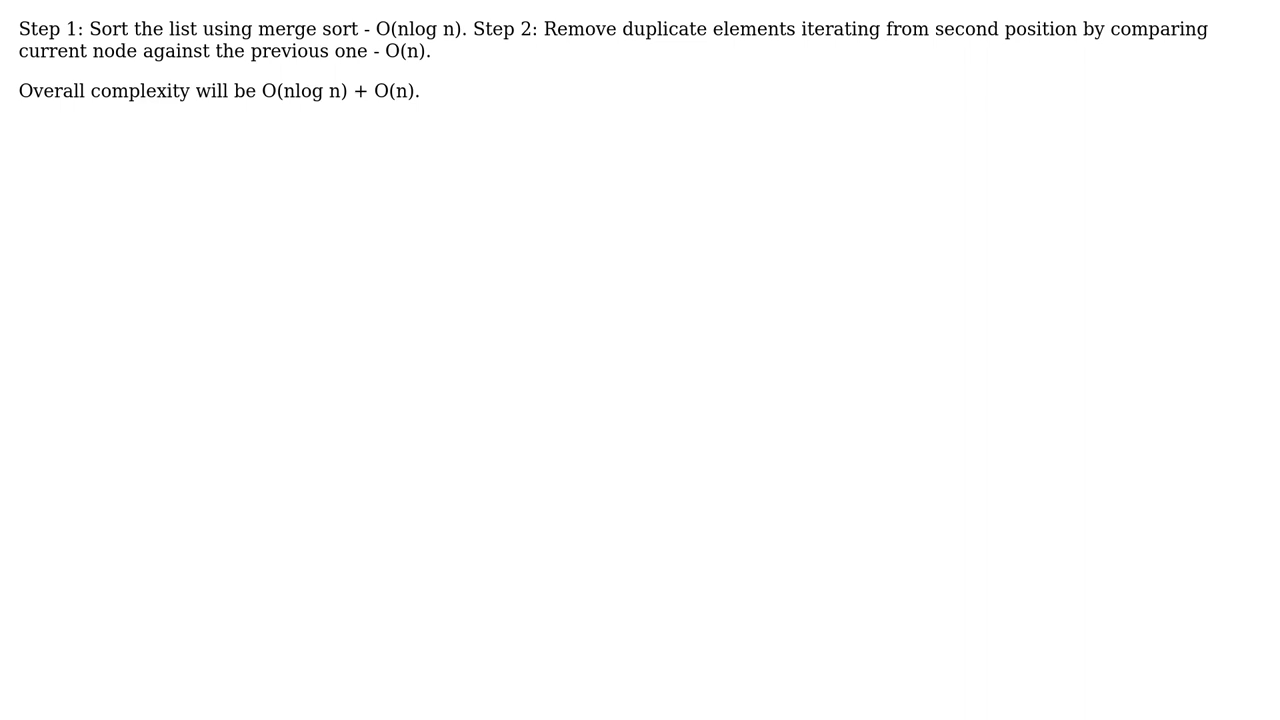 Step 1: Sort the list using merge sort - O(nlog n). Step 2: Remove duplicate elements iterating from second position by comparing
current node against the previous one - O(n).
Overall complexity will be O(nlog n) + O(n).